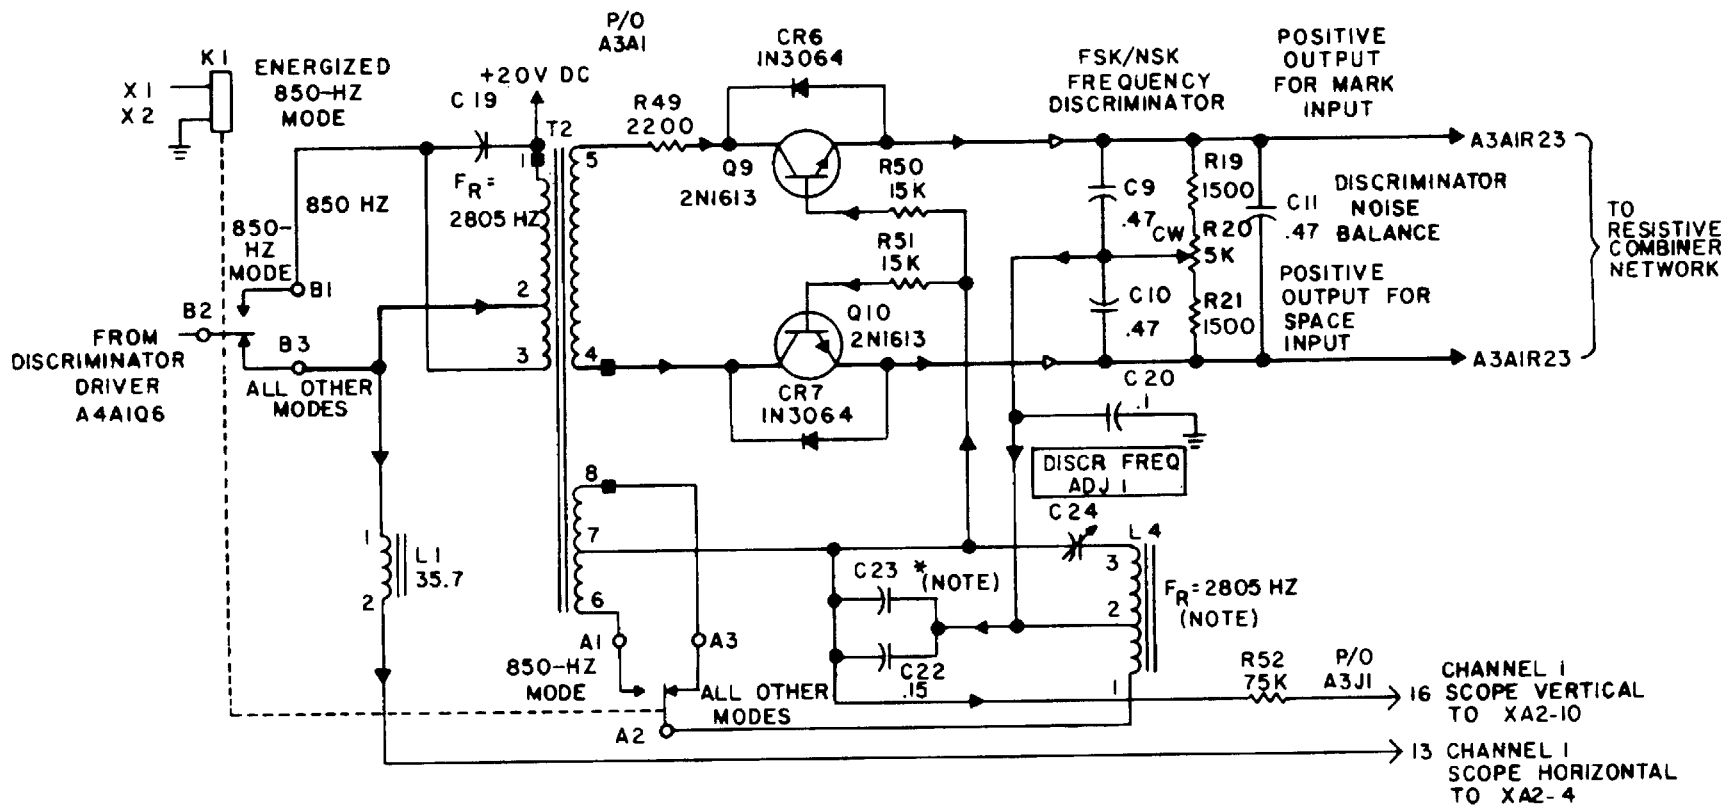 P/O
A3A1
CR6
1N3064
K1
X1
X2
ENERGIZED
850-HZ
MODE
+20V DC
C19
T2
R49
2200
FSK/NSK
FREQUENCY
DISCRIMINATOR
POSITIVE
OUTPUT
FOR MARK
INPUT
1
5
Q9
2N1613
R50
15K
A3A1R23
FR=
2805 HZ
850 HZ
850-
HZ
MODE
B1
B2
B3
FROM
DISCRIMINATOR
DRIVER
A4A1Q6
ALL OTHER
MODES
2
3
4
R51
15K
Q10
2N1613
CR7
1N3064
C9
.47
CW
C10
.47
R19
1500
R20
5K
R21
1500
C11
.47
DISCRIMINATOR
NOISE
BALANCE
POSITIVE
OUTPUT FOR
SPACE
INPUT
A3A1R23
TO
RESISTIVE
COMBINER
NETWORK
C20
.1
DISCR FREQ
ADJ 1
C24
L4
3
2
1
FR=2805 HZ
(NOTE)
8
7
6
1
2
L1
35.7
C23 *(NOTE)
C22
.15
A1
A3
850-HZ
MODE
ALL OTHER
MODES
A2
R52
75K
P/O
A3J1
16 CHANNEL 1
SCOPE VERTICAL
TO XA2-10
13 CHANNEL 1
SCOPE HORIZONTAL
TO XA2-4